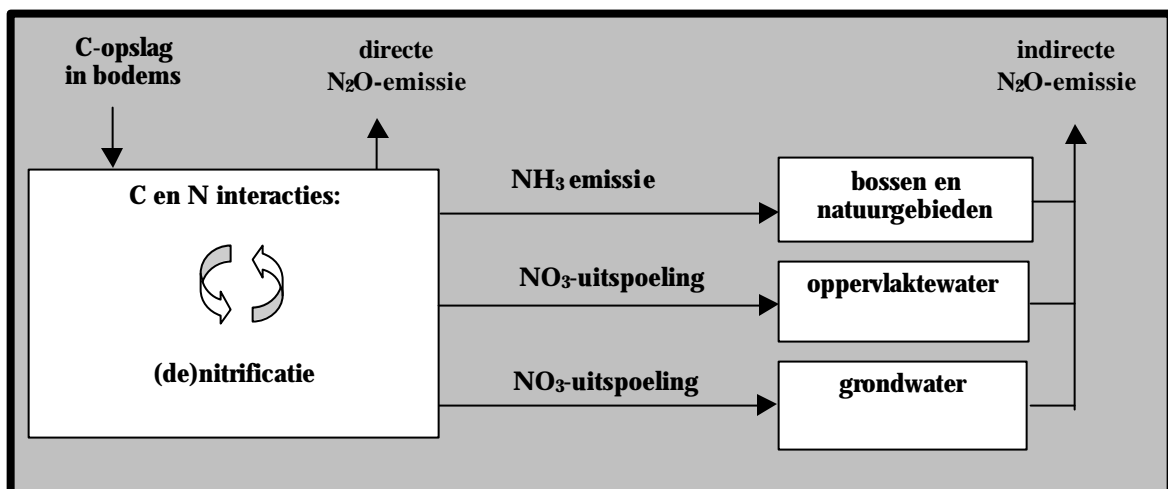 C-opslag
in bodems
directe
N₂O-emissie
indirecte
N₂O-emissie
C en N interacties:
(de)nitrificatie
NH₃ emissie
bossen en
natuurgebieden
NO₃-uitspoeling
oppervlaktewater
NO₃-uitspoeling
grondwater